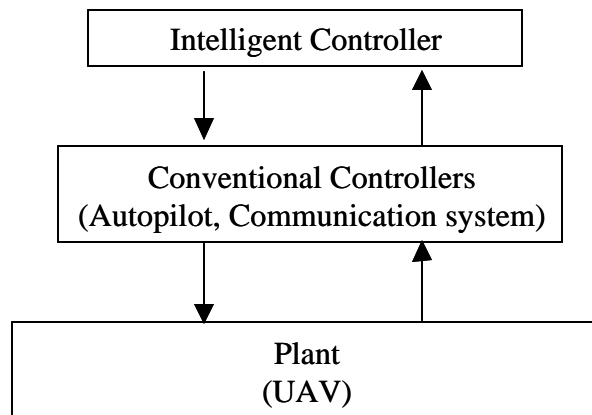 Intelligent Controller
Conventional Controllers
(Autopilot, Communication system)
Plant
(UAV)